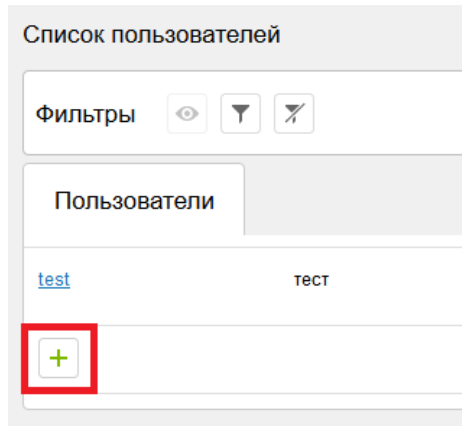 Список пользователей
Фильтры
Пользователи
test тест